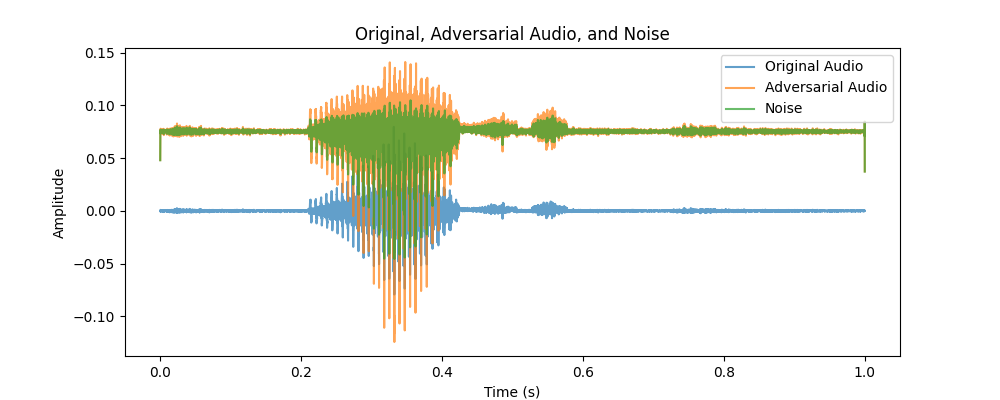 Original, Adversarial Audio, and Noise
Original Audio
Adversarial Audio
Noise
0.15
0.10
0.05
0.00
−0.05
−0.10
Amplitude
0.0 0.2 0.4 0.6 0.8 1.0
Time (s)